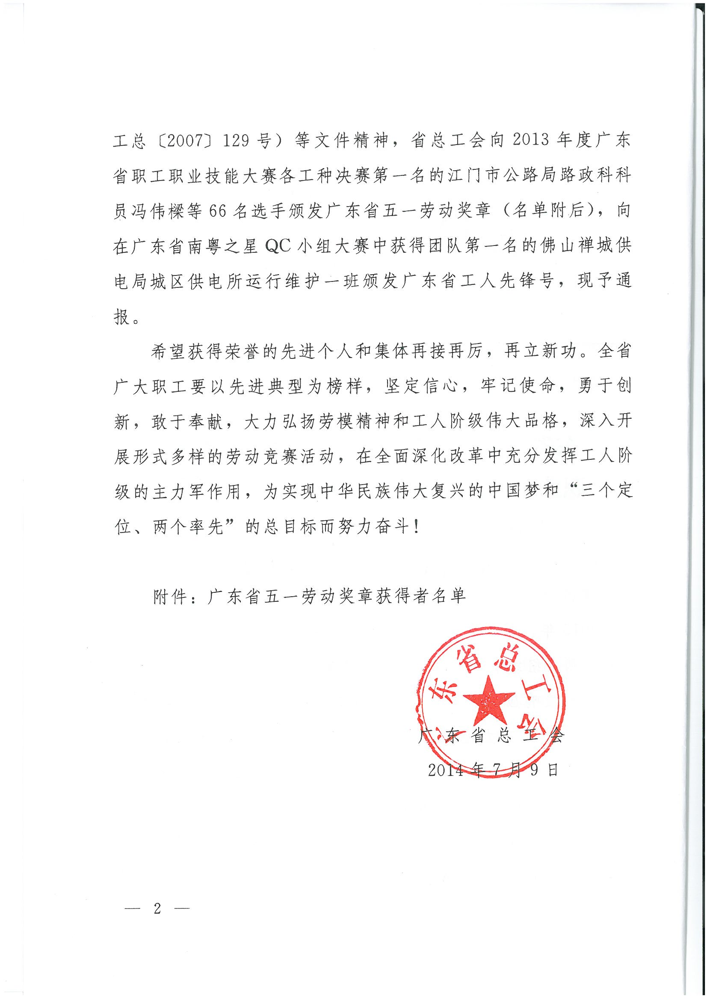 工总〔2007〕129号）等文件精神，省总工会向2013年度广东
省职工职业技能大赛各工种决赛第一名的江门市公路局路政科科
员冯伟樑等66名选手颁发广东省五一劳动奖章（名单附后），向
在广东省南粤之星QC小组大赛中获得团队第一名的佛山禅城供
电局城区供电所运行维护一班颁发广东省工人先锋号，现予通
报。
希望获得荣誉的先进个人和集体再接再厉，再立新功。全省
广大职工要以先进典型为榜样，坚定信心，牢记使命，勇于创
新，敢于奉献，大力弘扬劳模精神和工人阶级伟大品格，深入开
展形式多样的劳动竞赛活动，在全面深化改革中充分发挥工人阶
级的主力军作用，为实现中华民族伟大复兴的中国梦和“三个定
位、两个率先”的总目标而努力奋斗！
附件：广东省五一劳动奖章获得者名单
广东省总工会
广东省总工会
2014年7月9日
— 2 —